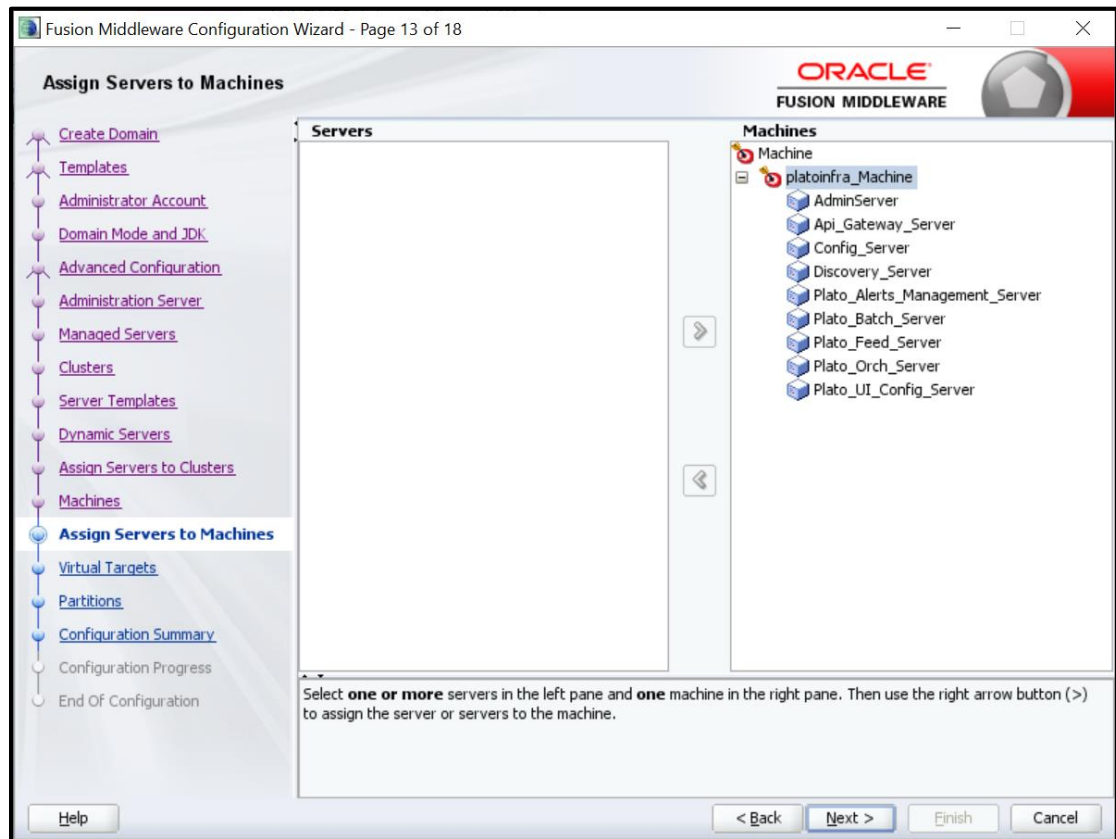 Fusion Middleware Configuration Wizard - Page 13 of 18
Assign Servers to Machines
ORACLE
FUSION MIDDLEWARE
Create Domain
Templates
Administrator Account
Domain Mode and JDK
Advanced Configuration
Administration Server
Managed Servers
Clusters
Server Templates
Dynamic Servers
Assign Servers to Clusters
Machines
Assign Servers to Machines
Virtual Targets
Partitions
Configuration Summary
Configuration Progress
End Of Configuration
Servers
Machines
Machine
platoinfra_Machine
AdminServer
Api_Gateway_Server
Config_Server
Discovery_Server
Plato_Alerts_Management_Server
Plato_Batch_Server
Plato_Feed_Server
Plato_Orch_Server
Plato_UI_Config_Server
Select one or more servers in the left pane and one machine in the right pane. Then use the right arrow button (>)
to assign the server or servers to the machine.
Help
< Back
Next >
Finish
Cancel